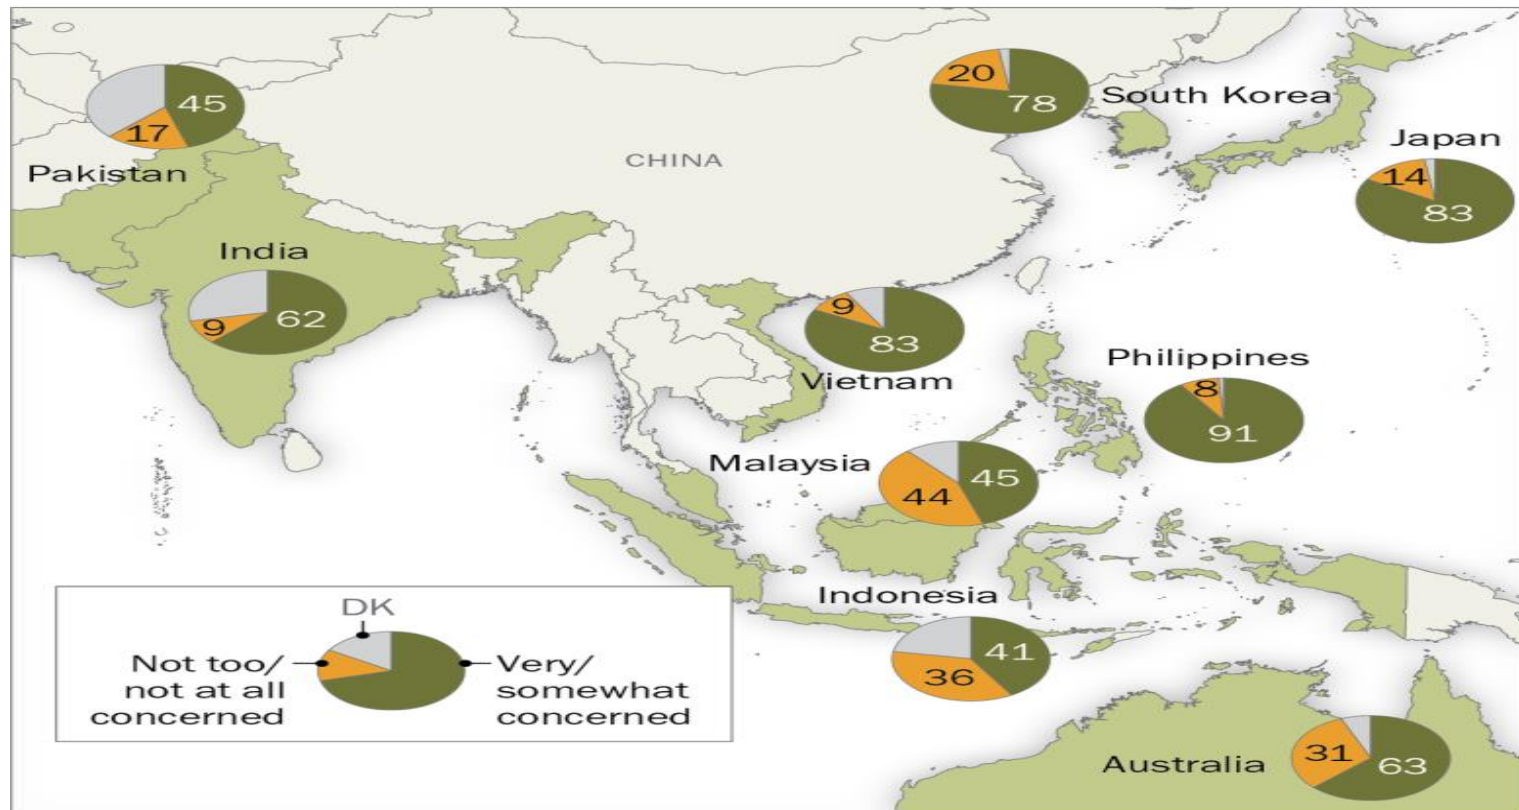 20
78
South Korea
45
17
Pakistan
CHINA
Japan
14
83
India
62
9
9
83
Vietnam
Philippines
8
91
Malaysia
45
44
Indonesia
41
36
DK
Not too/
not at all
concerned
Very/
somewhat
concerned
Australia
31
63